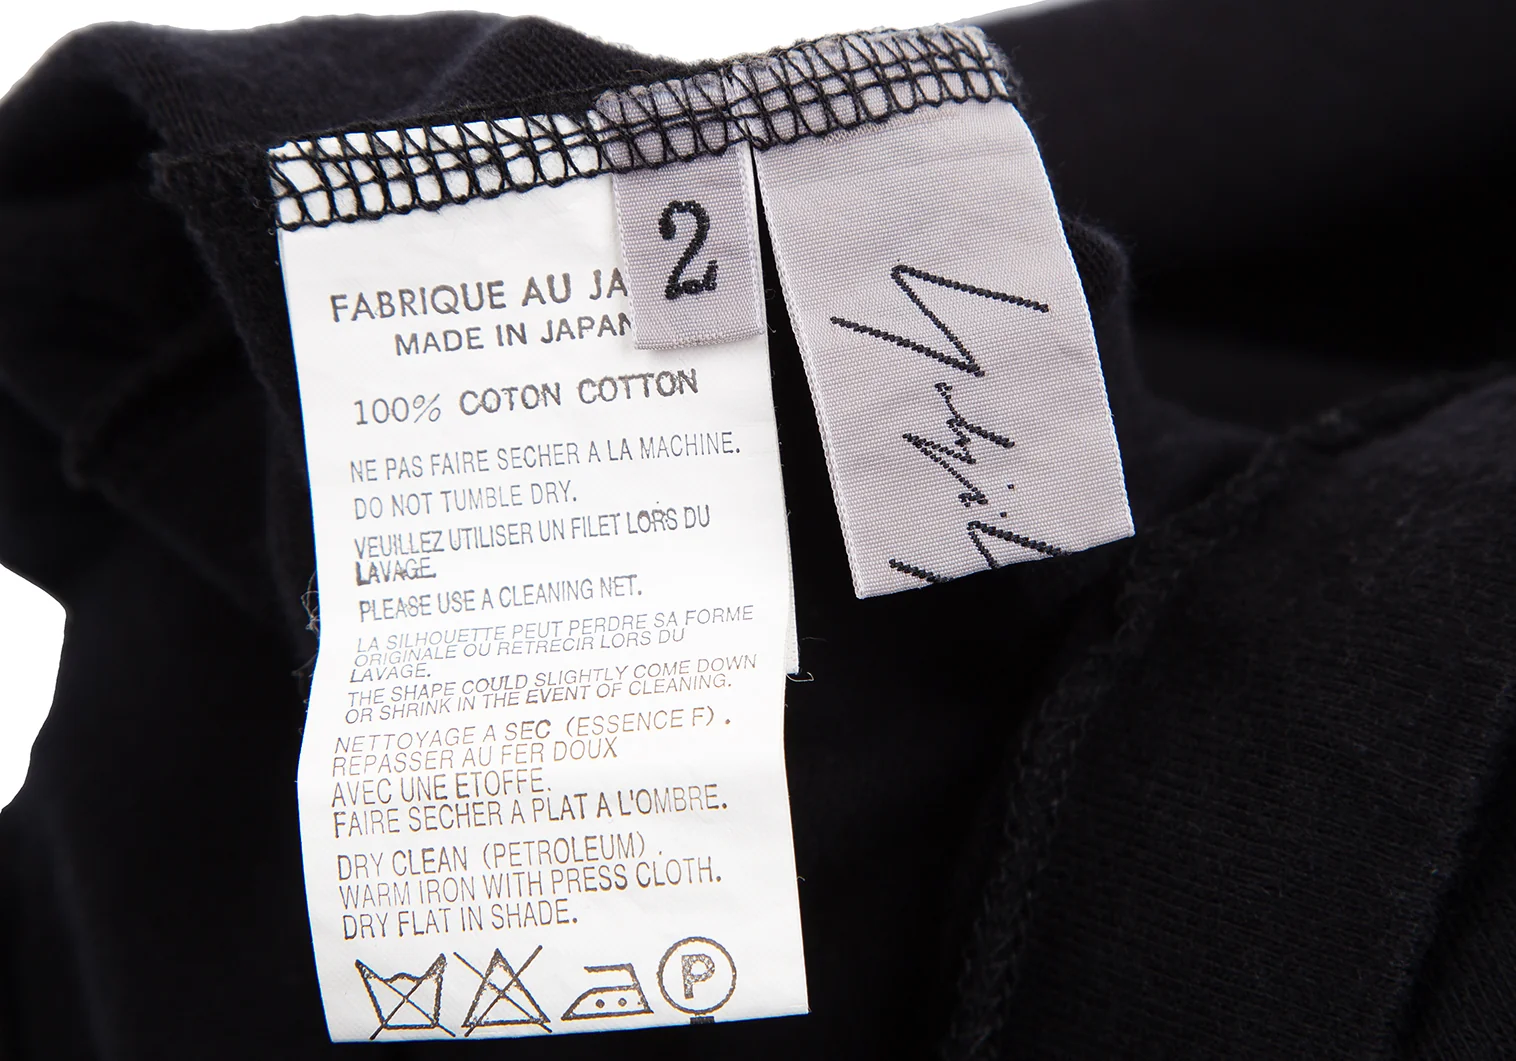 2
FABRIQUE AU JA
MADE IN JAPAN
100% COTON COTTON
NE PAS FAIRE SECHER A LA MACHINE.
DO NOT TUMBLE DRY.
VEUILLEZ UTILISER UN FILET LORS DU
LAVAGE.
PLEASE USE A CLEANING NET.
LA SILHOUETTE PEUT PERDRE SA FORME
ORIGINALE OU RETRECIR LORS DU
LAVAGE.
THE SHAPE COULD SLIGHTLY COME DOWN
OR SHRINK IN THE EVENT OF CLEANING.
NETTOYAGE A SEC (ESSENCE F) .
REPASSER AU FER DOUX
AVEC UNE ETOFFE.
FAIRE SECHER A PLAT A L'OMBRE.
DRY CLEAN (PETROLEUM) .
WARM IRON WITH PRESS CLOTH.
DRY FLAT IN SHADE.
P